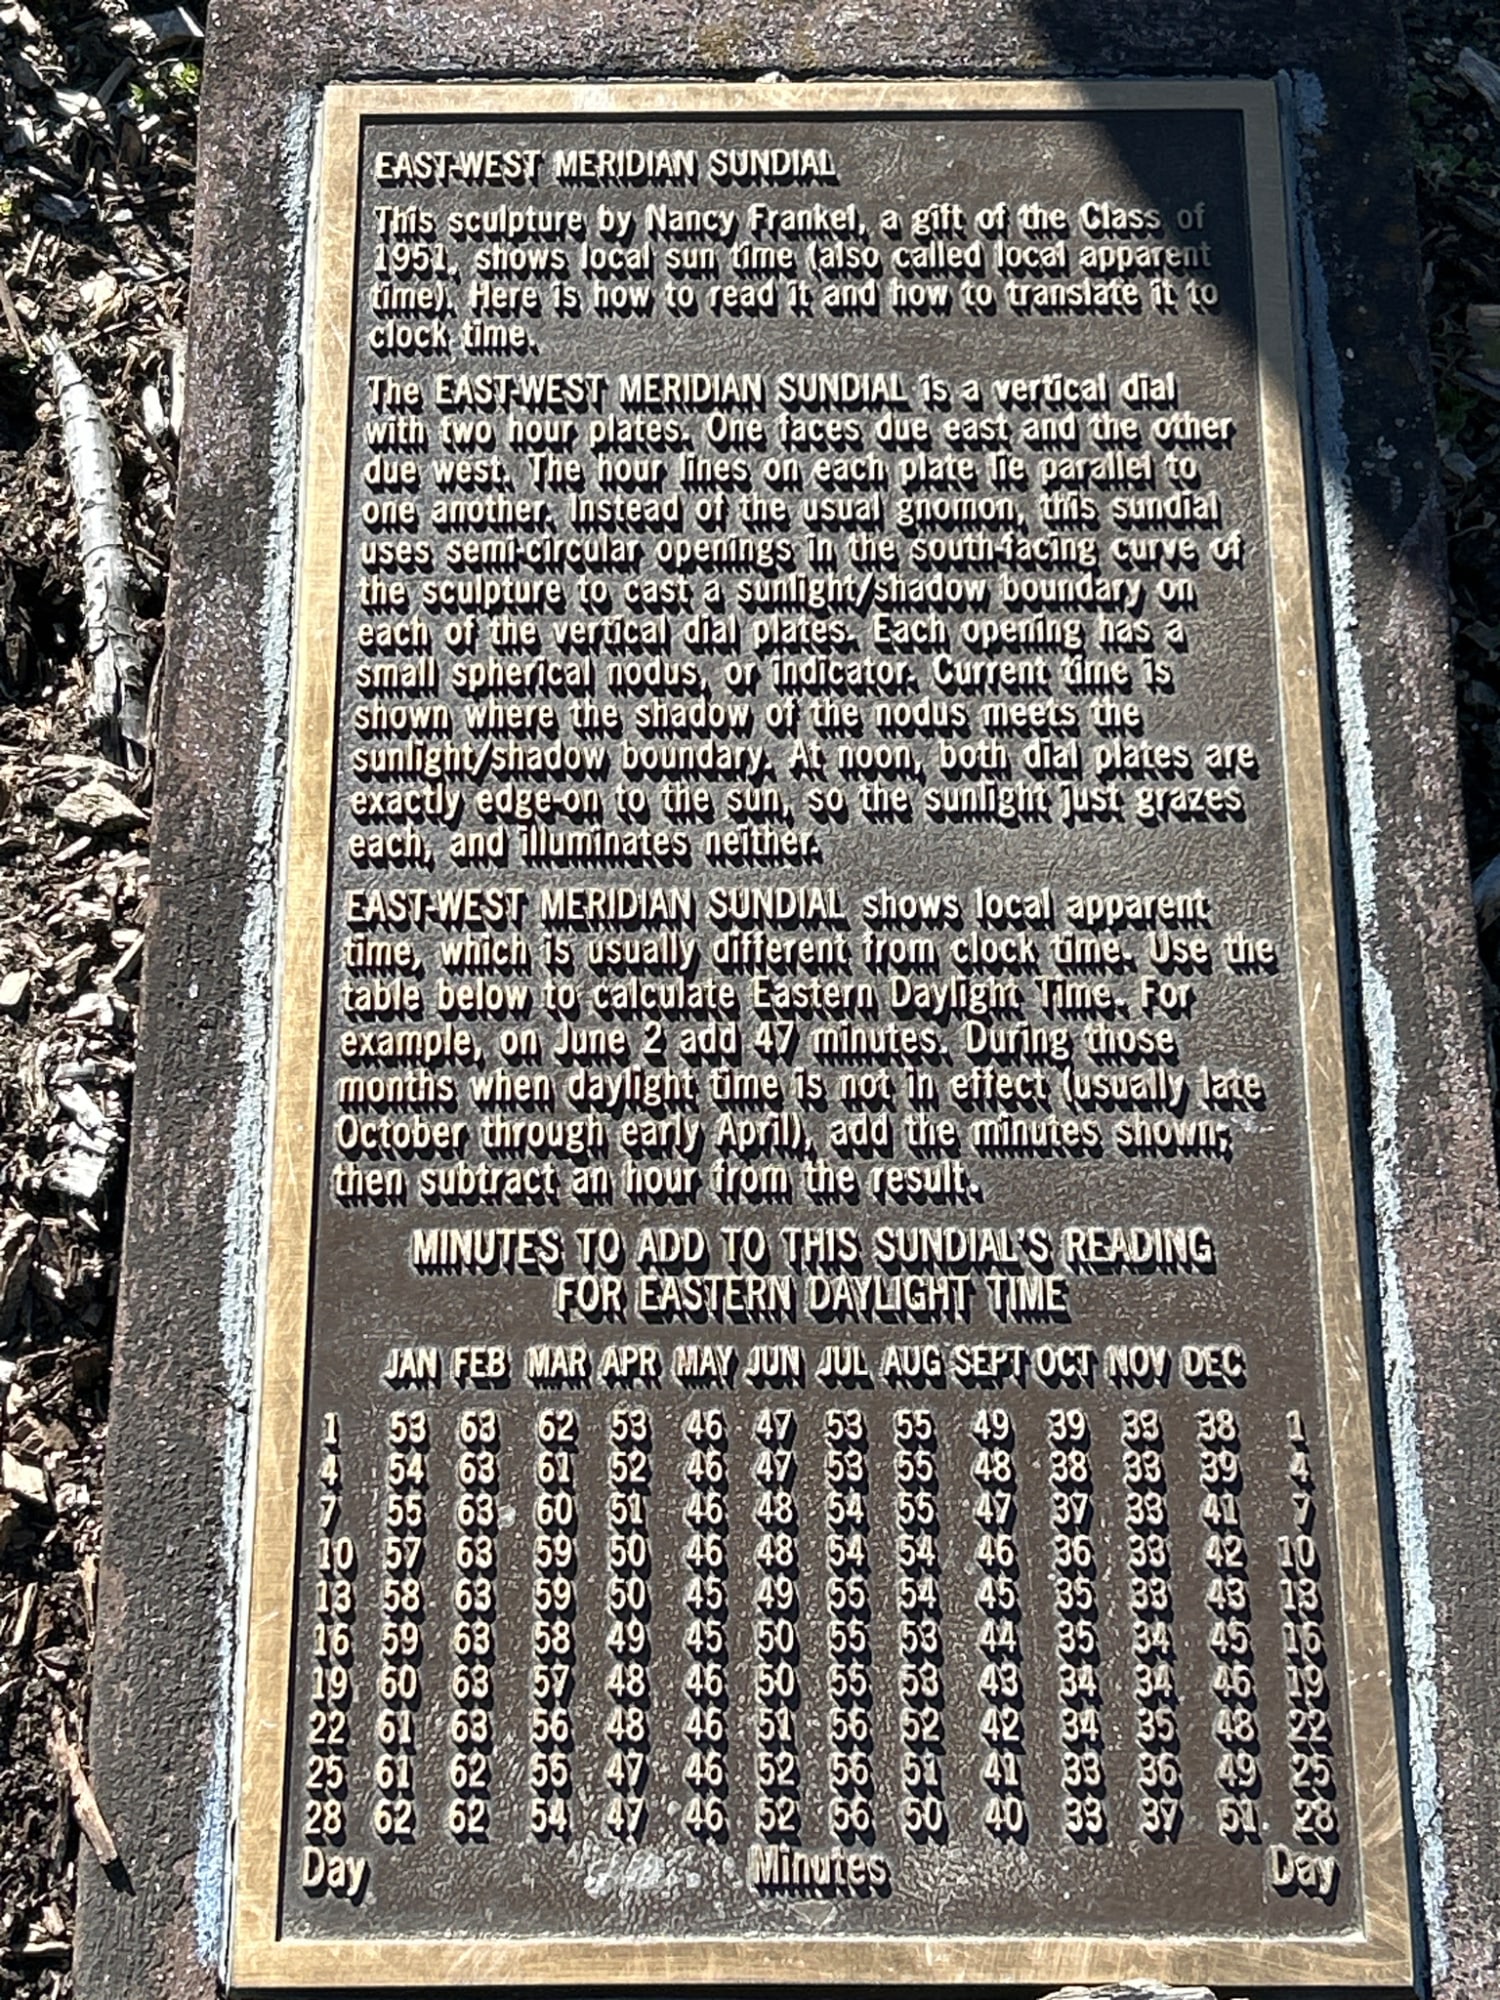 EAST-WEST MERIDIAN SUNDIAL
This sculpture by Nancy Frankel, a gift of the Class of
1951, shows local sun time (also called local apparent
time). Here is how to read it and how to translate it to
clock time.
The EAST-WEST MERIDIAN SUNDIAL is a vertical dial
with two hour plates. One faces due east and the other
due west. The hour lines on each plate lie parallel to
one another. Instead of the usual gnomon, this sundial
uses semi-circular openings in the south-facing curve of
the sculpture to cast a sunlight/shadow boundary on
each of the vertical dial plates. Each opening has a
small spherical nodus, or indicator. Current time is
shown where the shadow of the nodus meets the
sunlight/shadow boundary. At noon, both dial plates are
exactly edge-on to the sun, so the sunlight just grazes
each, and illuminates neither.
EAST-WEST MERIDIAN SUNDIAL shows local apparent
time, which is usually different from clock time. Use the
table below to calculate Eastern Daylight Time. For
example, on June 2 add 47 minutes. During those
months when daylight time is not in effect (usually late
October through early April), add the minutes shown;
then subtract an hour from the result.
MINUTES TO ADD TO THIS SUNDIAL'S READING
FOR EASTERN DAYLIGHT TIME
JAN FEB MAR APR MAY JUN JUL AUG SEPT OCT NOV DEC
1 53 63 62 53 46 47 53 55 49 39 33 38 1
4 54 63 61 52 46 47 53 55 48 38 33 39 4
7 55 63 60 51 46 48 54 55 47 37 33 41 7
10 57 63 59 50 46 48 54 54 46 36 33 42 10
13 58 63 59 50 45 49 55 54 45 35 33 43 13
16 59 63 58 49 45 50 55 53 44 35 34 45 16
19 60 63 57 48 46 50 55 53 43 34 34 46 19
22 61 63 56 48 46 51 56 52 42 34 35 48 22
25 61 62 55 47 46 52 56 51 41 33 36 49 25
28 62 62 54 47 46 52 56 50 40 33 37 51 28
Day Minutes Day